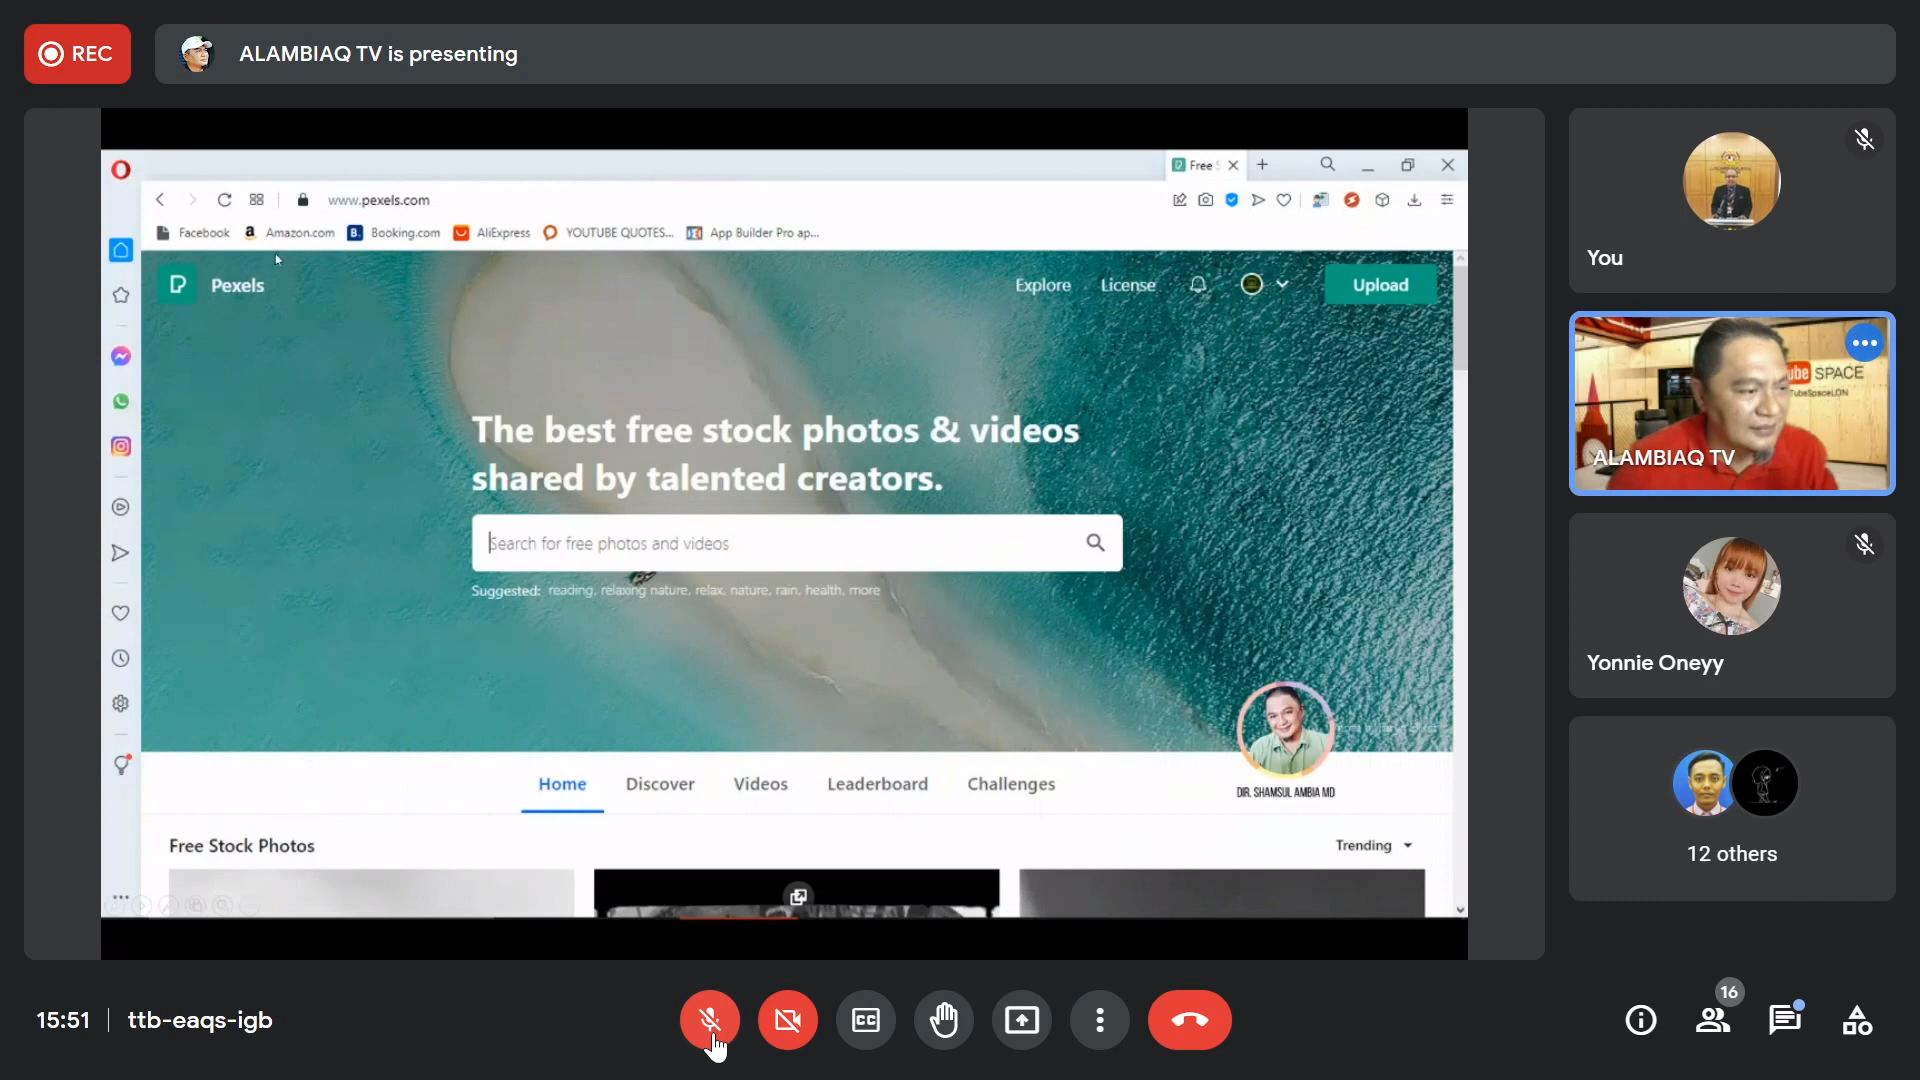 REC
ALAMBIAQ TV is presenting
Free
www.pexels.com
Facebook
Amazon.com
Booking.com
AliExpress
YOUTUBE QUOTES...
App Builder Pro ap...
Pexels
Explore
License
Upload
The best free stock photos & videos
shared by talented creators.
Search for free photos and videos
Suggested: reading, relaxing nature, relax, nature, rain, health, more
DIR. SHAMSUL AMBIA MD
Home
Discover
Videos
Leaderboard
Challenges
Free Stock Photos
Trending
You
ube SPACE
TubeSpaceLON
ALAMBIAQ TV
Yonnie Oneyy
12 others
15:51
ttb-eaqs-igb
CC
16